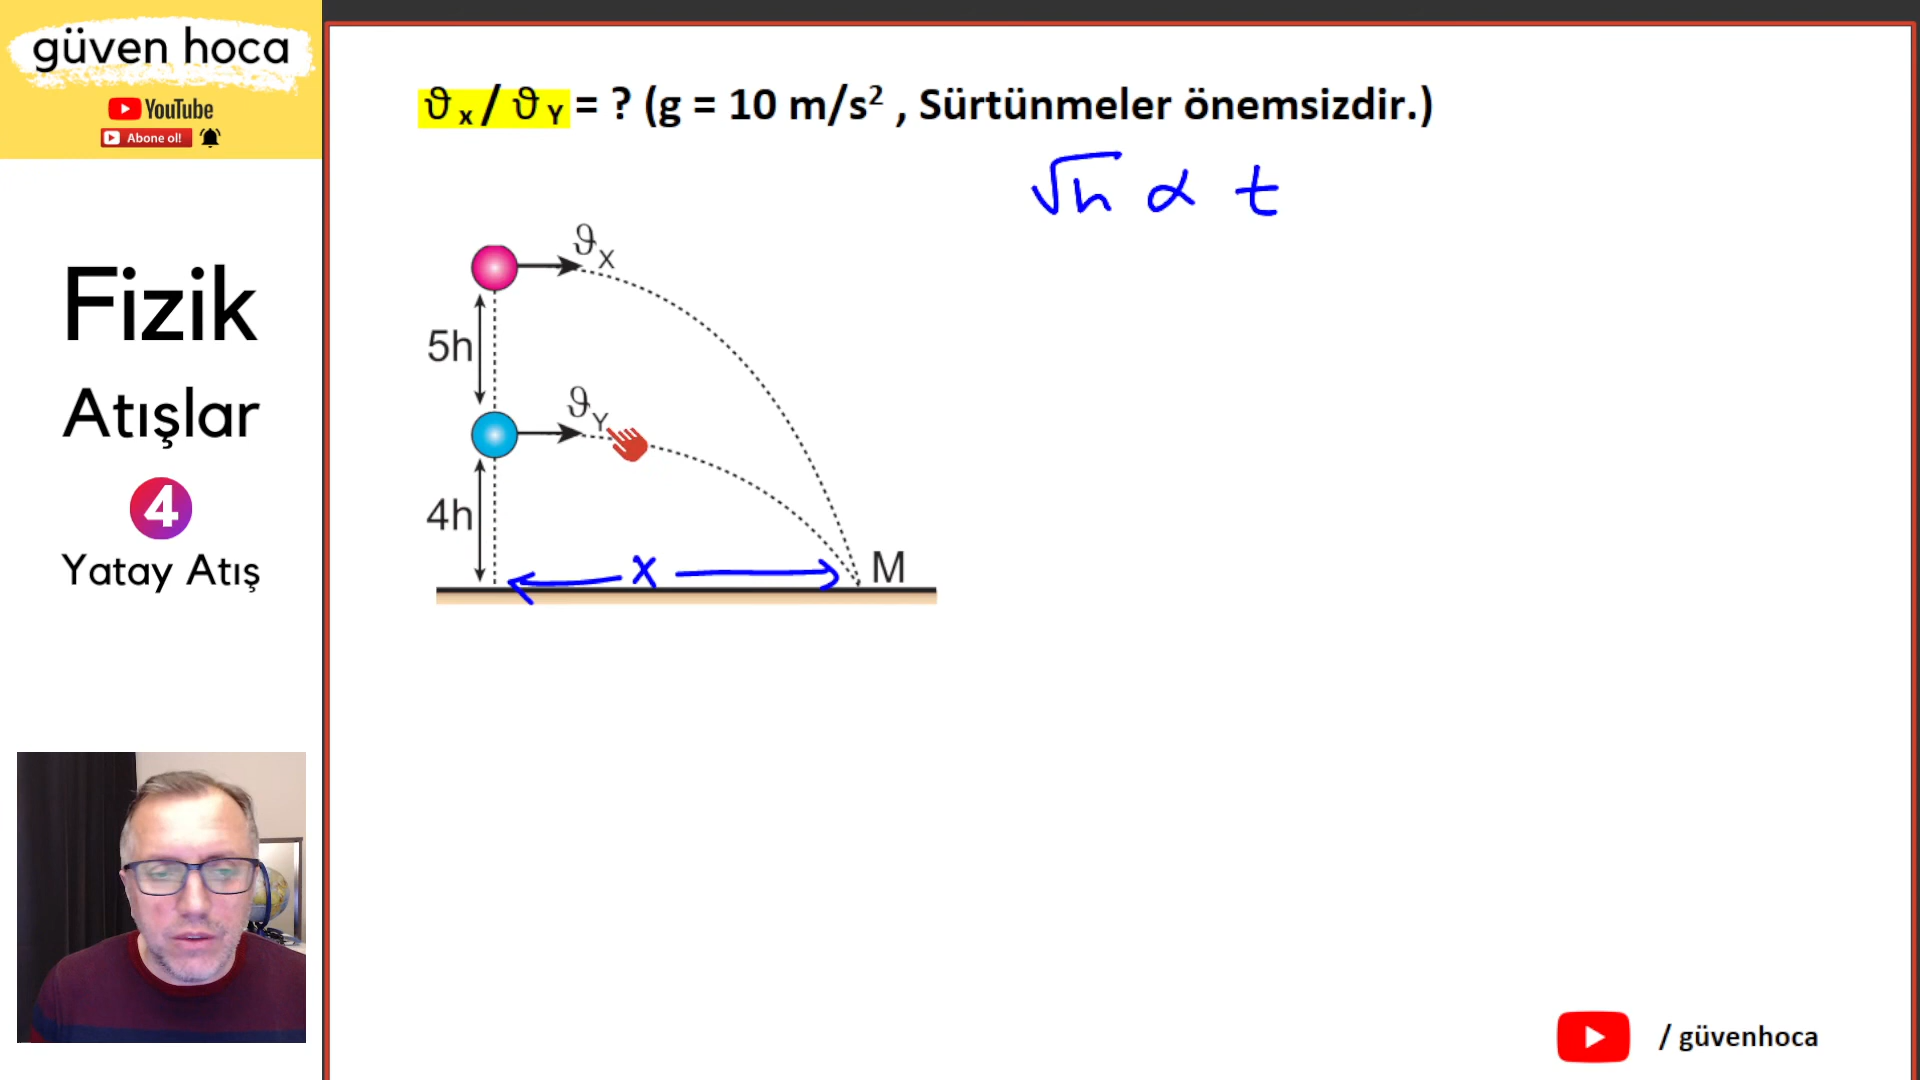 güven hoca
YouTube
Abone ol!
Fizik
Atışlar
4
Yatay Atış
ϑx / ϑY = ? (g = 10 m/s² , Sürtünmeler önemsizdir.)
√h α t
ϑX
5h
ϑY
4h
x
M
/ güvenhoca